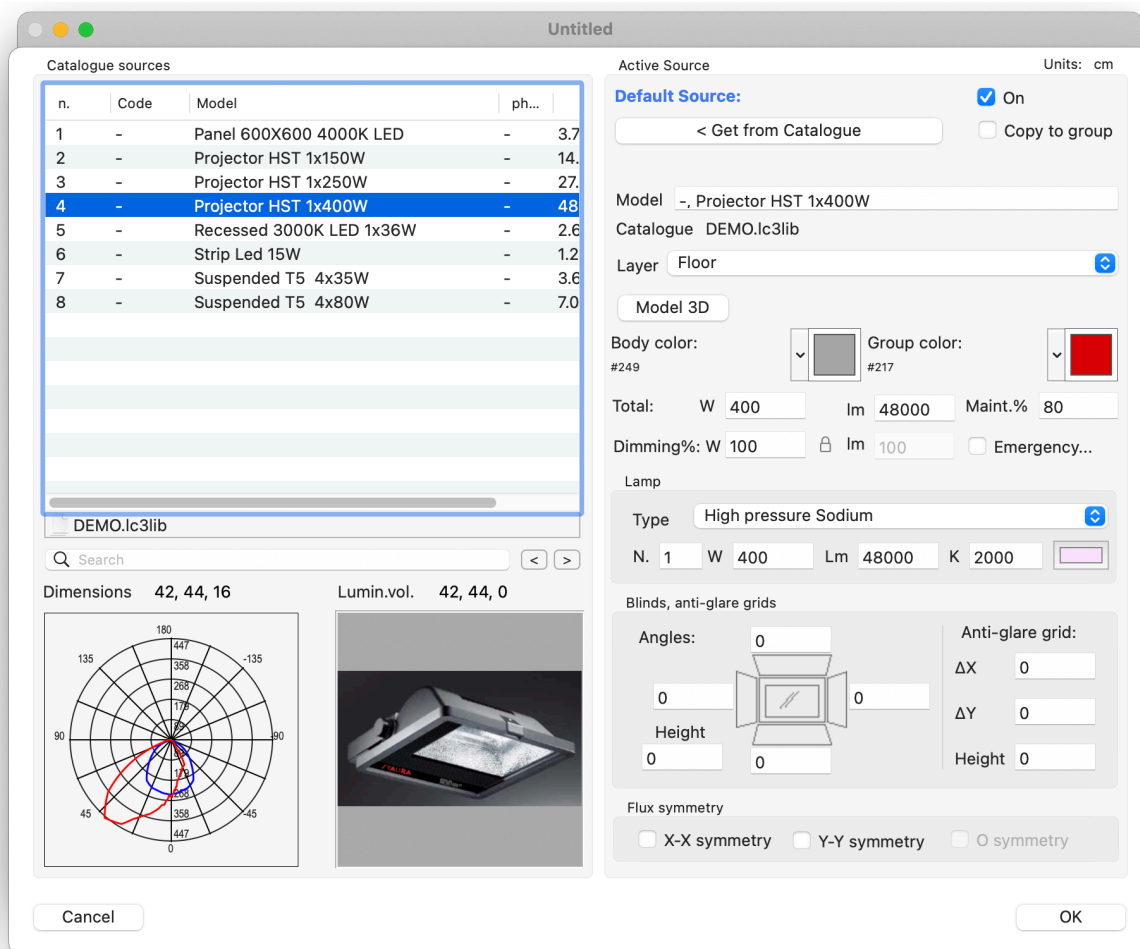 Untitled
Catalogue sources
n. Code Model ph...
1 - Panel 600X600 4000K LED - 3.7
2 - Projector HST 1x150W - 14.
3 - Projector HST 1x250W - 27.
4 - Projector HST 1x400W - 48
5 - Recessed 3000K LED 1x36W - 2.6
6 - Strip Led 15W - 1.2
7 - Suspended T5 4x35W - 3.6
8 - Suspended T5 4x80W - 7.0
DEMO.lc3lib
Search
< >
Dimensions 42, 44, 16
Lumin.vol. 42, 44, 0
180
447
135 358 -135
268
179
89
90 -90
89
179
268
45 358 -45
447
0
Active Source Units: cm
Default Source: On
< Get from Catalogue Copy to group
Model -, Projector HST 1x400W
Catalogue DEMO.lc3lib
Layer Floor
Model 3D
Body color: Group color:
#249 #217
Total: W 400 lm 48000 Maint.% 80
Dimming%: W 100 lm 100 Emergency...
Lamp
Type High pressure Sodium
N. 1 W 400 Lm 48000 K 2000
Blinds, anti-glare grids
Angles: 0 Anti-glare grid:
ΔX 0
0 0
ΔY 0
Height
0 0 Height 0
Flux symmetry
X-X symmetry Y-Y symmetry O symmetry
Cancel OK